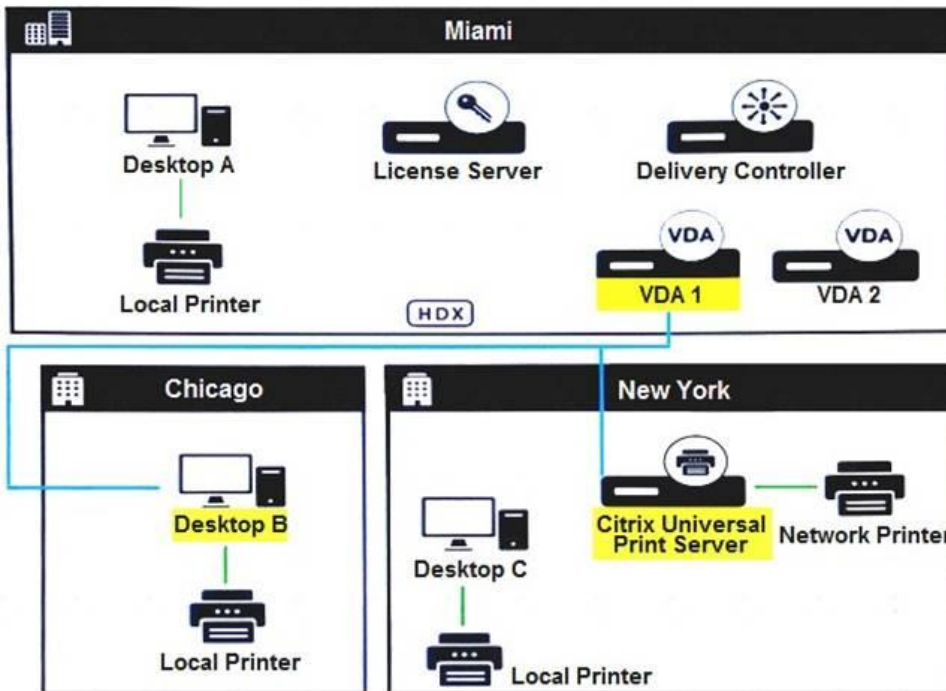 Miami
Desktop A
License Server
Delivery Controller
Local Printer
VDA
VDA 1
VDA
VDA 2
HDX
Chicago
Desktop B
Local Printer
New York
Desktop C
Local Printer
Citrix Universal
Print Server
Network Printer